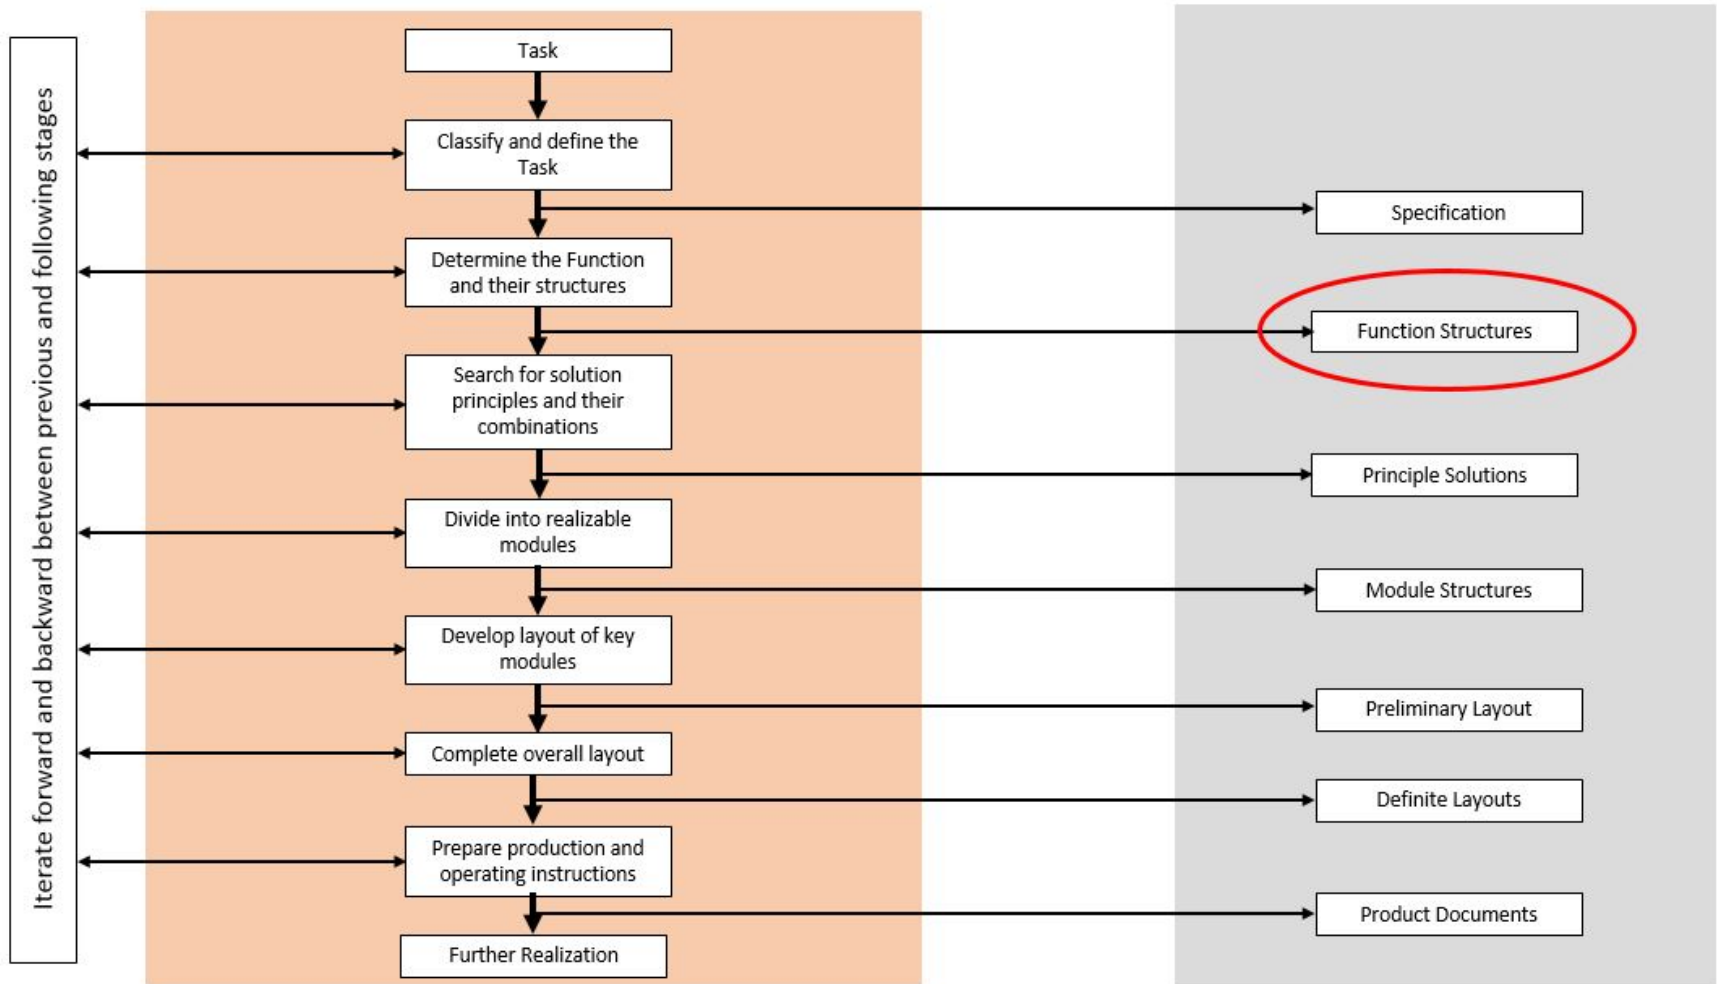 Iterate forward and backward between previous and following stages
Task
Classify and define the
Task
Specification
Determine the Function
and their structures
Function Structures
Search for solution
principles and their
combinations
Principle Solutions
Divide into realizable
modules
Module Structures
Develop layout of key
modules
Preliminary Layout
Complete overall layout
Definite Layouts
Prepare production and
operating instructions
Product Documents
Further Realization